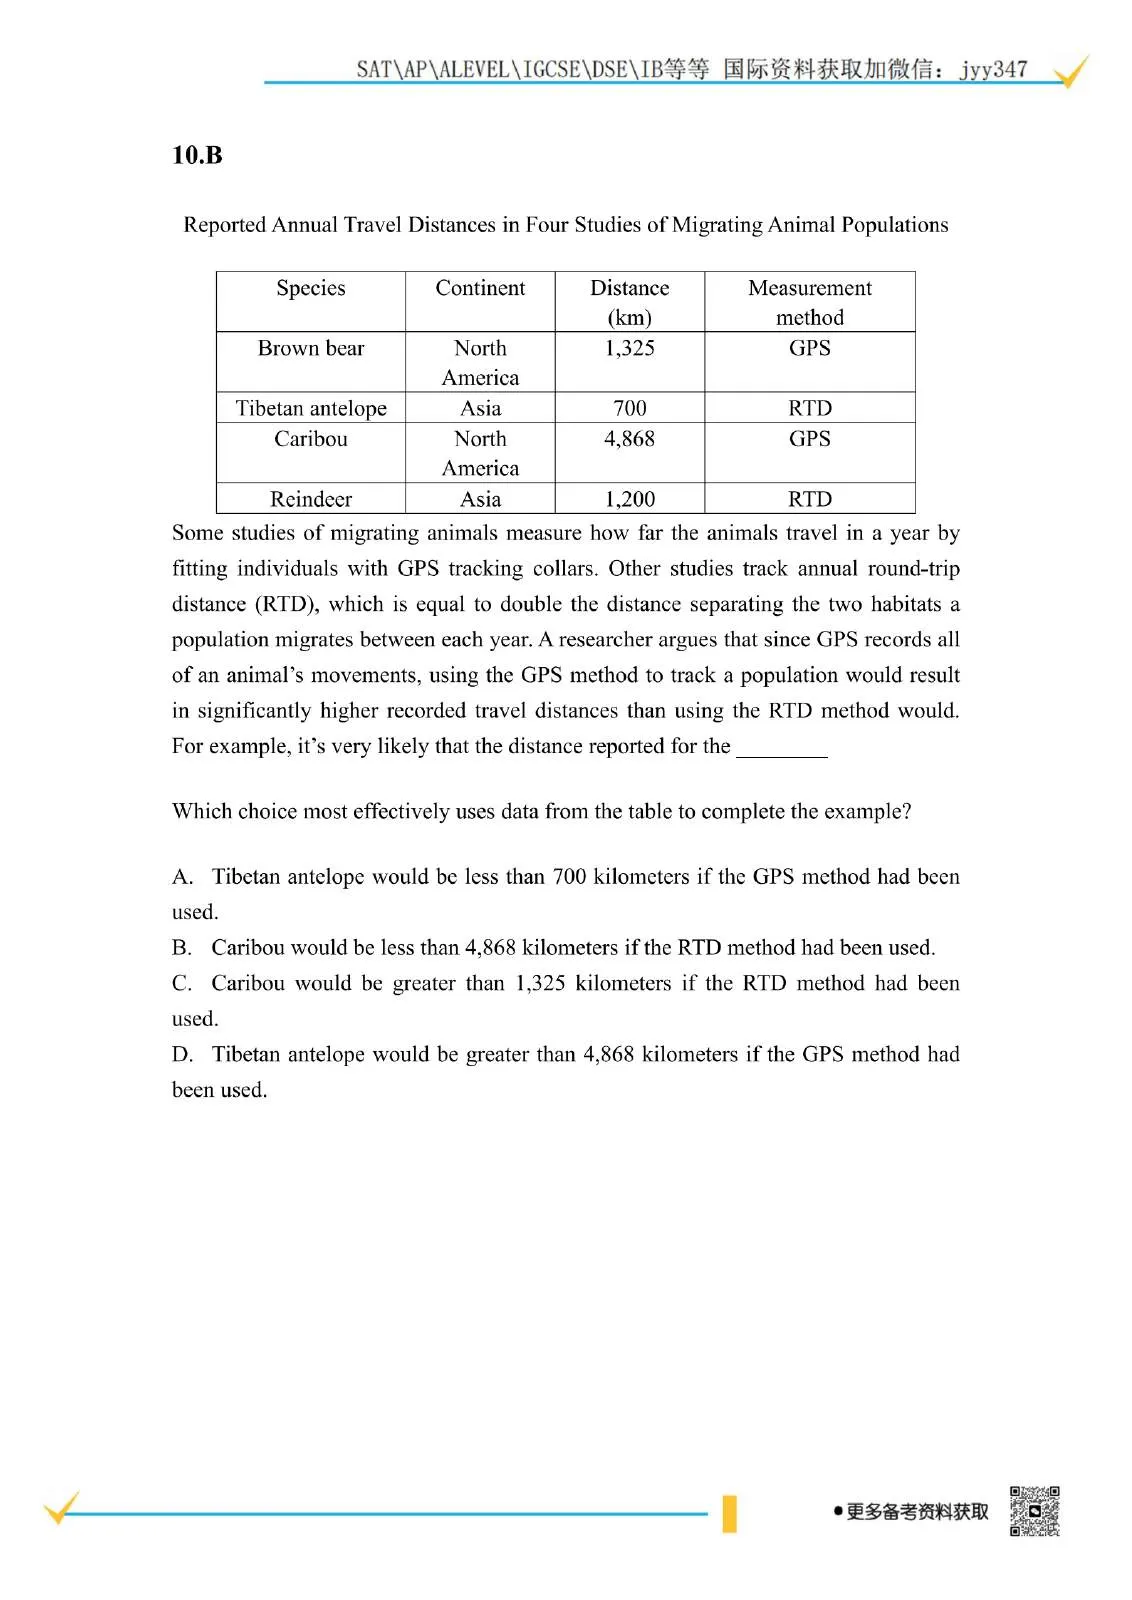 SAT\AP\ALEVEL\IGCSE\DSE\IB等等 国际资料获取加微信：jyy347
10.B
Reported Annual Travel Distances in Four Studies of Migrating Animal Populations
Species Continent Distance (km) Measurement method
Brown bear North America 1,325 GPS
Tibetan antelope Asia 700 RTD
Caribou North America 4,868 GPS
Reindeer Asia 1,200 RTD
Some studies of migrating animals measure how far the animals travel in a year by
fitting individuals with GPS tracking collars. Other studies track annual round-trip
distance (RTD), which is equal to double the distance separating the two habitats a
population migrates between each year. A researcher argues that since GPS records all
of an animal's movements, using the GPS method to track a population would result
in significantly higher recorded travel distances than using the RTD method would.
For example, it's very likely that the distance reported for the ________
Which choice most effectively uses data from the table to complete the example?
A. Tibetan antelope would be less than 700 kilometers if the GPS method had been
used.
B. Caribou would be less than 4,868 kilometers if the RTD method had been used.
C. Caribou would be greater than 1,325 kilometers if the RTD method had been
used.
D. Tibetan antelope would be greater than 4,868 kilometers if the GPS method had
been used.
•更多备考资料获取